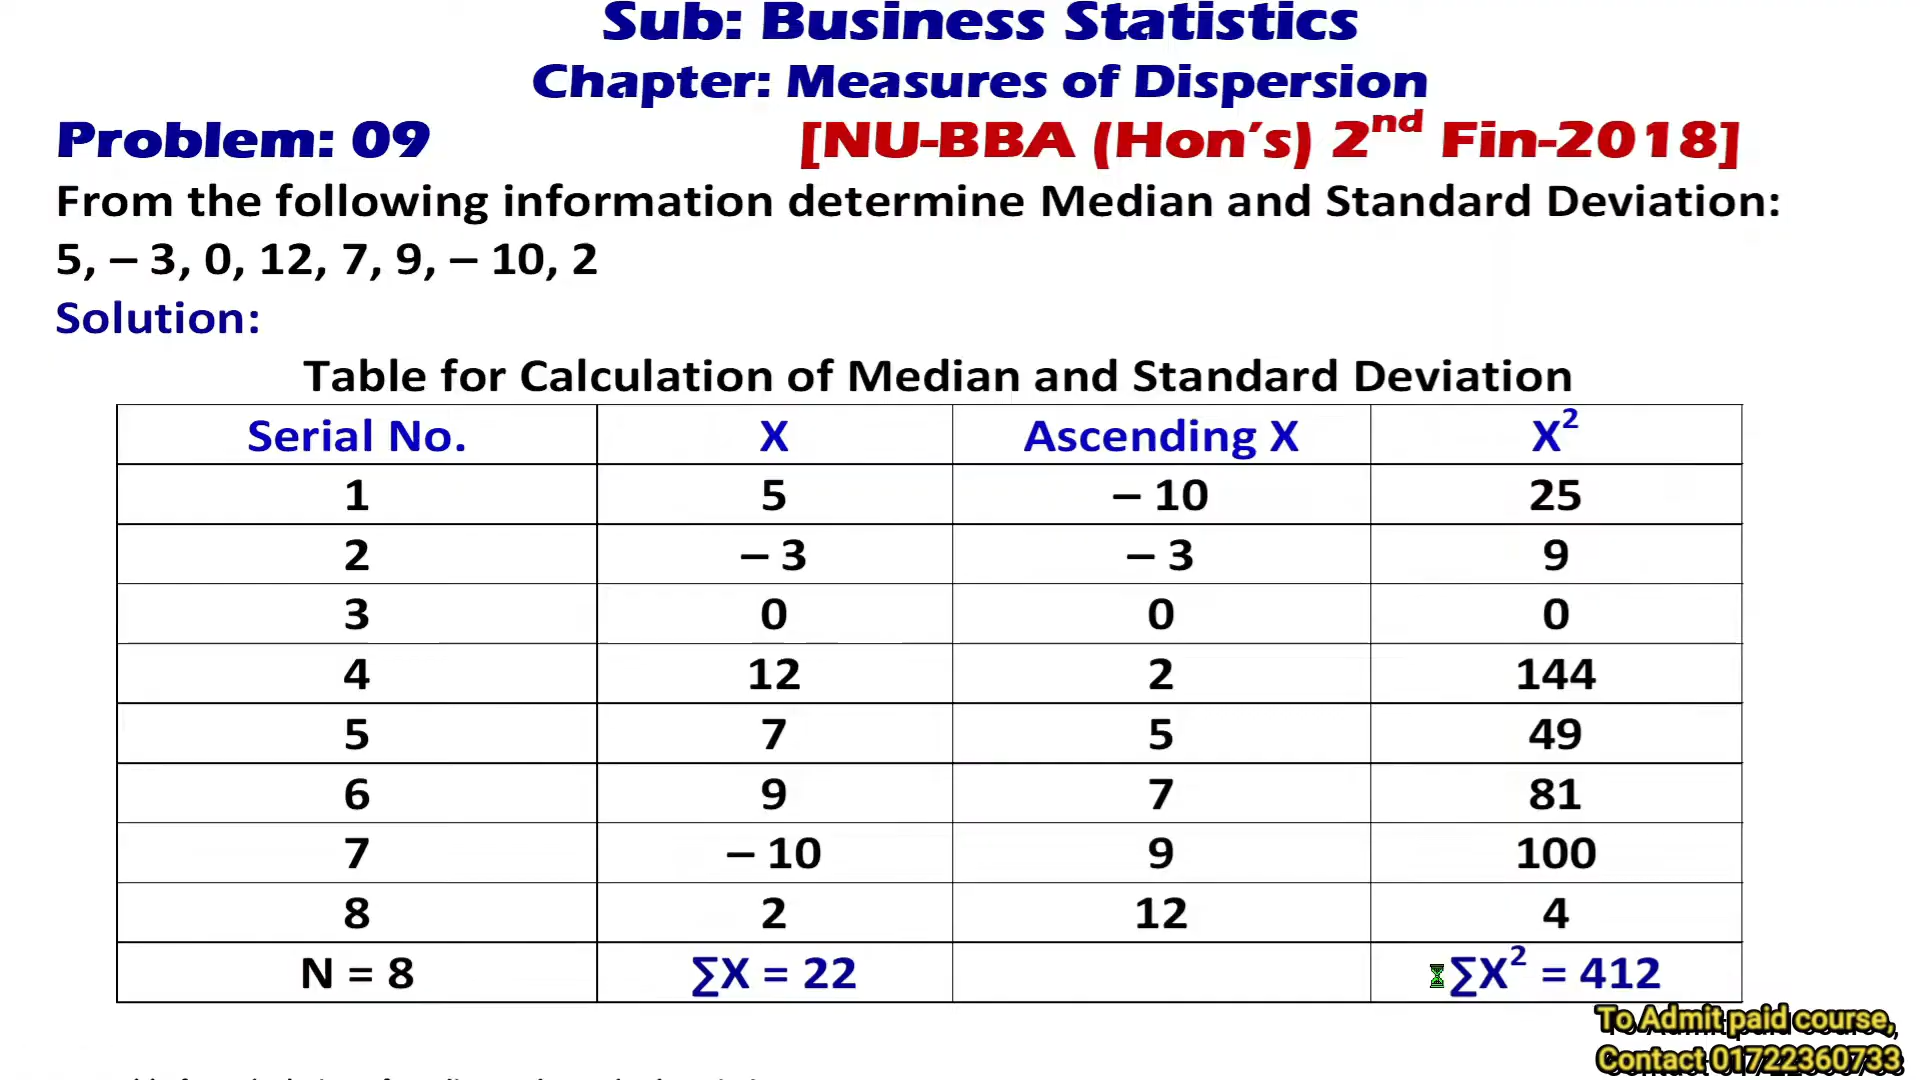 Sub: Business Statistics
Chapter: Measures of Dispersion
Problem: 09 [NU-BBA (Hon's) 2nd Fin-2018]
From the following information determine Median and Standard Deviation:
5, – 3, 0, 12, 7, 9, – 10, 2
Solution:
Table for Calculation of Median and Standard Deviation
Serial No. X Ascending X X²
1 5 – 10 25
2 – 3 – 3 9
3 0 0 0
4 12 2 144
5 7 5 49
6 9 7 81
7 – 10 9 100
8 2 12 4
N = 8 ∑X = 22 ∑X² = 412
To Admit paid course,
Contact 01722360733